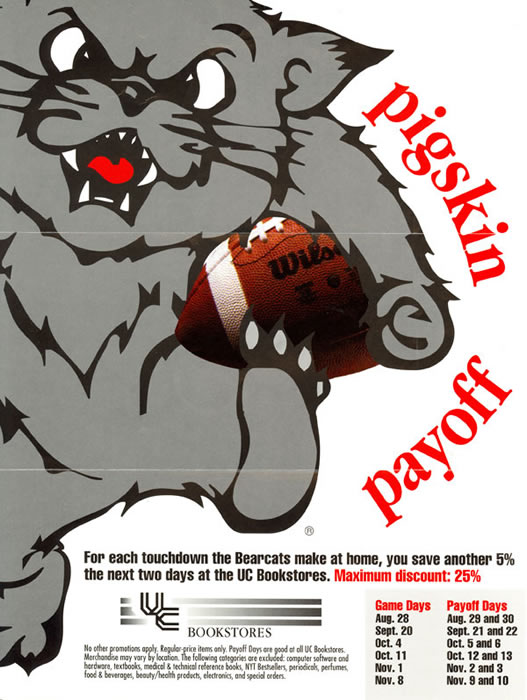 pigskin
Wils
payoff
®
For each touchdown the Bearcats make at home, you save another 5%
the next two days at the UC Bookstores. Maximum discount: 25%
UC
BOOKSTORES
No other promotions apply. Regular-price items only. Payoff Days are good at all UC Bookstores.
Merchandise may vary by location. The following categories are excluded: computer software and
hardware, textbooks, medical & technical reference books, NYT Bestsellers, periodicals, perfumes,
food & beverages, beauty/health products, electronics, and special orders.
Game Days Payoff Days
Aug. 28 Aug. 29 and 30
Sept. 20 Sept. 21 and 22
Oct. 4 Oct. 5 and 6
Oct. 11 Oct. 12 and 13
Nov. 1 Nov. 2 and 3
Nov. 8 Nov. 9 and 10